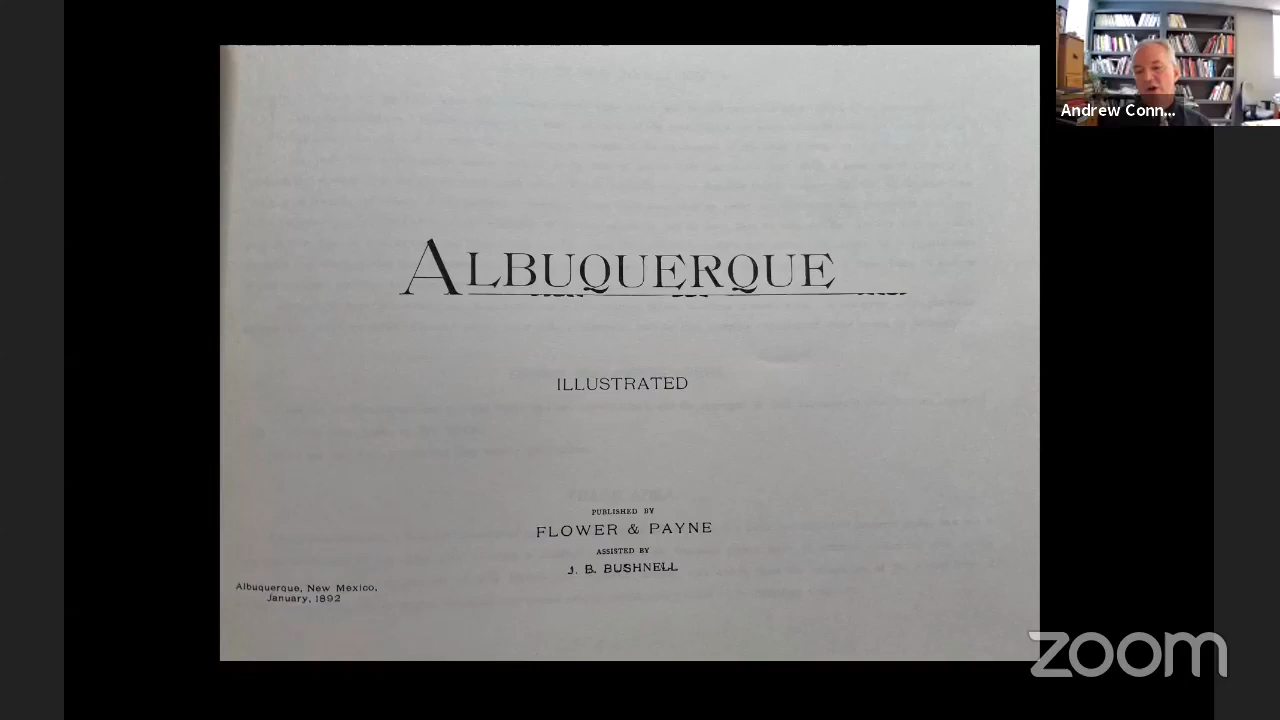 Andrew Conn...
ALBUQUERQUE
ILLUSTRATED
PUBLISHED BY
FLOWER & PAYNE
ASSISTED BY
J. B. BUSHNELL
Albuquerque, New Mexico,
January, 1892
zoom